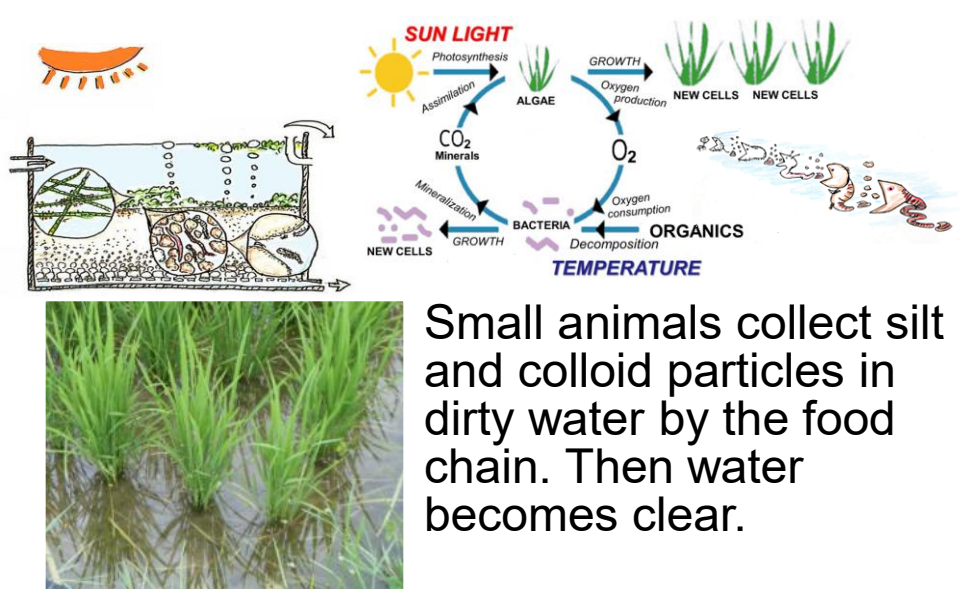 SUN LIGHT
Photosynthesis
GROWTH
Assimilation
ALGAE
Oxygen
production
NEW CELLS NEW CELLS
CO₂
Minerals
O₂
Mineralization
Oxygen
consumption
BACTERIA
ORGANICS
NEW CELLS
GROWTH
Decomposition
TEMPERATURE
Small animals collect silt
and colloid particles in
dirty water by the food
chain. Then water
becomes clear.